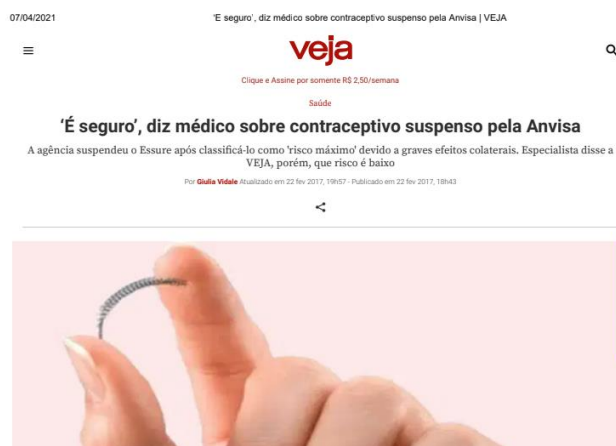 07/04/2021 'E seguro', diz médico sobre contraceptivo suspenso pela Anvisa | VEJA
veja
Clique e Assine por somente R$ 2,50/semana
Saúde
‘É seguro’, diz médico sobre contraceptivo suspenso pela Anvisa
A agência suspendeu o Essure após classificá-lo como 'risco máximo' devido a graves efeitos colaterais. Especialista disse a
VEJA, porém, que risco é baixo
Por Giulia Vidale Atualizado em 22 fev 2017, 19h57 - Publicado em 22 fev 2017, 18h43